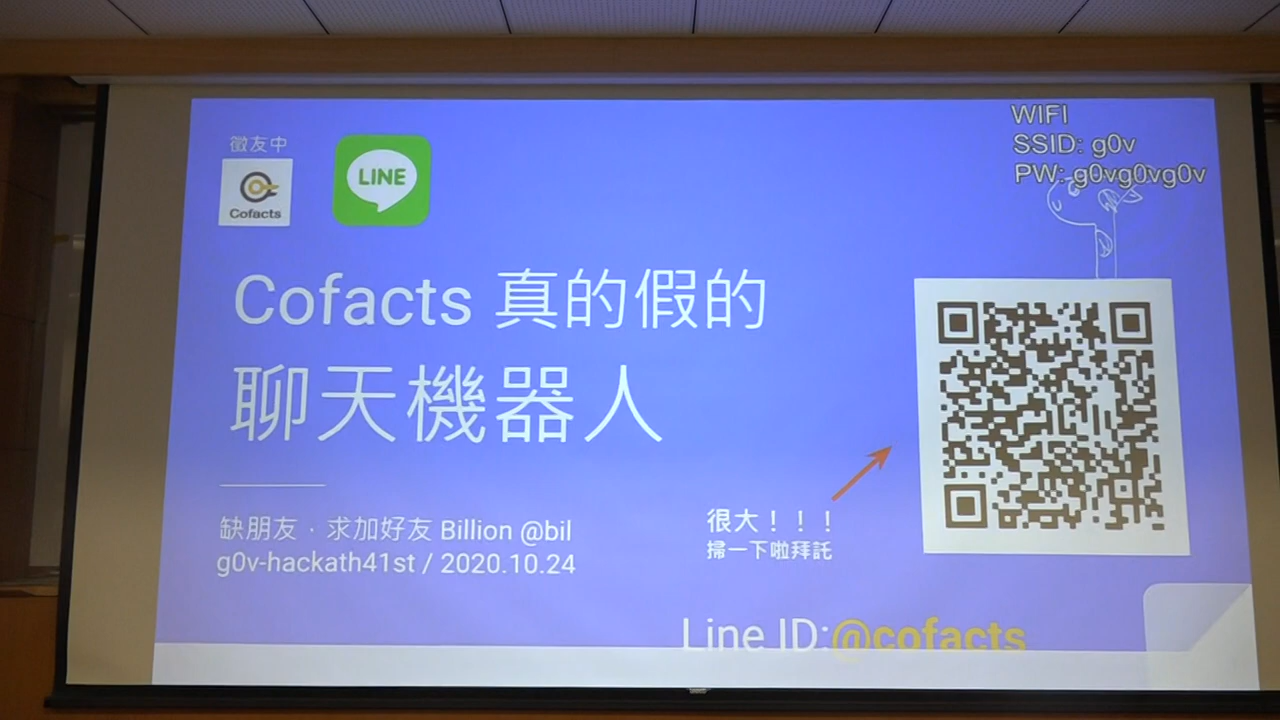 徵友中
Cofacts
LINE
WIFI
SSID: g0v
PW: g0vg0vg0v
Cofacts 真的假的
聊天機器人
缺朋友．求加好友 Billion @bil
g0v-hackath41st / 2020.10.24
很大！！！
掃一下啦拜託
Line ID:@cofacts